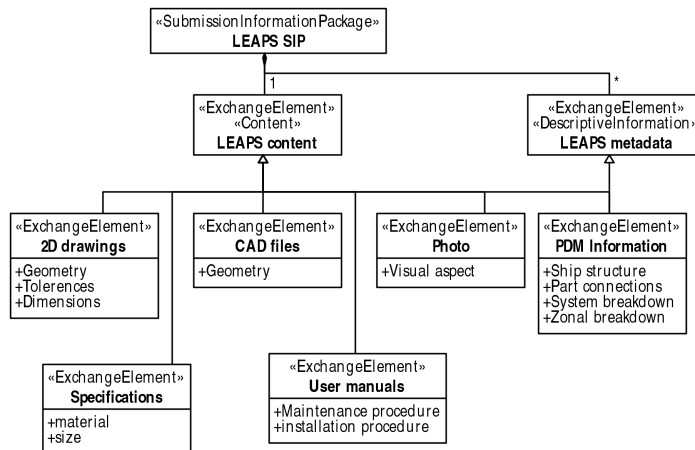 «SubmissionInformationPackage»
LEAPS SIP
1
*
«ExchangeElement»
«Content»
LEAPS content
«ExchangeElement»
«DescriptiveInformation»
LEAPS metadata
«ExchangeElement»
2D drawings
+Geometry
+Tolerences
+Dimensions
«ExchangeElement»
CAD files
+Geometry
«ExchangeElement»
Photo
+Visual aspect
«ExchangeElement»
PDM Information
+Ship structure
+Part connections
+System breakdown
+Zonal breakdown
«ExchangeElement»
Specifications
+material
+size
«ExchangeElement»
User manuals
+Maintenance procedure
+installation procedure